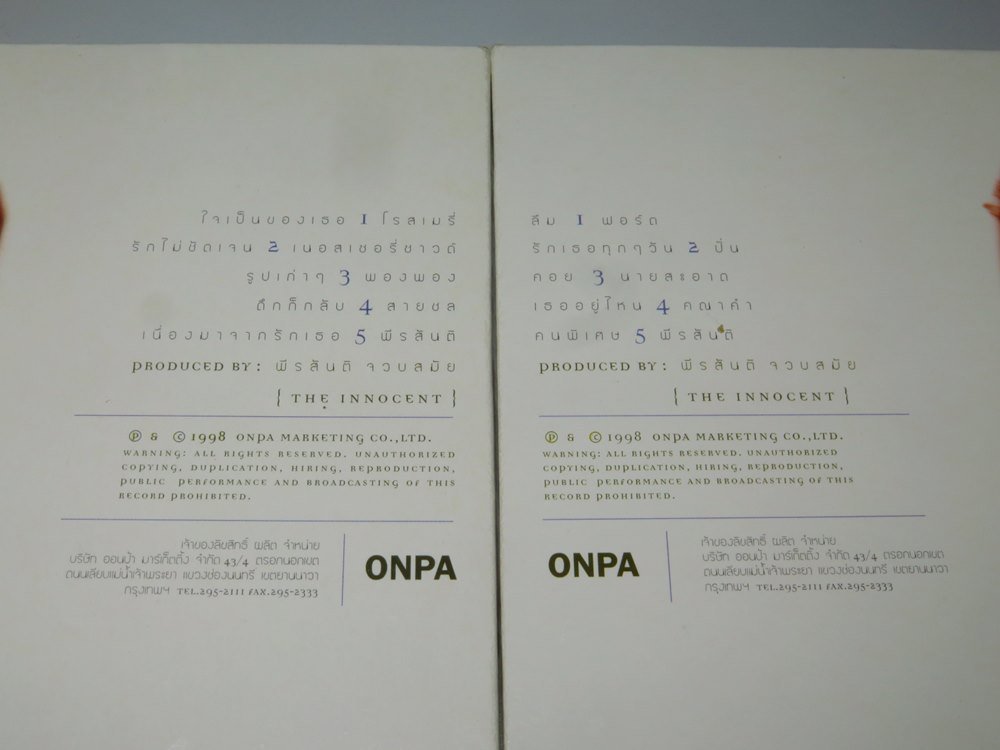 ใจเป็นของเธอ 1 โรสเมรี่
รักไม่ชัดเจน 2 เนอสเซอรี่ซาวด์
รูปเก่าๆ 3 พองพอง
ดึกก็กลับ 4 สายชล
เนื่องมาจากรักเธอ 5 พีรสันติ
PRODUCED BY: พีรสันติ จวบสมัย
{ THE INNOCENT }
℗ & © 1998 ONPA MARKETING CO.,LTD.
WARNING: ALL RIGHTS RESERVED. UNAUTHORIZED
COPYING, DUPLICATION, HIRING, REPRODUCTION,
PUBLIC PERFORMANCE AND BROADCASTING OF THIS
RECORD PROHIBITED.
เจ้าของลิขสิทธิ์ ผลิต จำหน่าย
บริษัท ออนป้า มาร์เก็ตติ้ง จำกัด 43/4 ตรอกนอกเขต
ถนนเลียบแม่น้ำเจ้าพระยา แขวงช่องนนทรี เขตยานนาวา
กรุงเทพฯ TEL.295-2111 FAX.295-2333
ONPA
ลืม 1 ฟอร์ด
รักเธอทุกๆวัน 2 ปั่น
คอย 3 นายสะอาด
เธออยู่ไหน 4 คณาคำ
คนพิเศษ 5 พีรสันติ
PRODUCED BY: พีรสันติ จวบสมัย
{ THE INNOCENT }
℗ & © 1998 ONPA MARKETING CO.,LTD.
WARNING: ALL RIGHTS RESERVED. UNAUTHORIZED
COPYING, DUPLICATION, HIRING, REPRODUCTION,
PUBLIC PERFORMANCE AND BROADCASTING OF THIS
RECORD PROHIBITED.
ONPA
เจ้าของลิขสิทธิ์ ผลิต จำหน่าย
บริษัท ออนป้า มาร์เก็ตติ้ง จำกัด 43/4 ตรอกนอกเขต
ถนนเลียบแม่น้ำเจ้าพระยา แขวงช่องนนทรี เขตยานนาวา
กรุงเทพฯ TEL.295-2111 FAX.295-2333